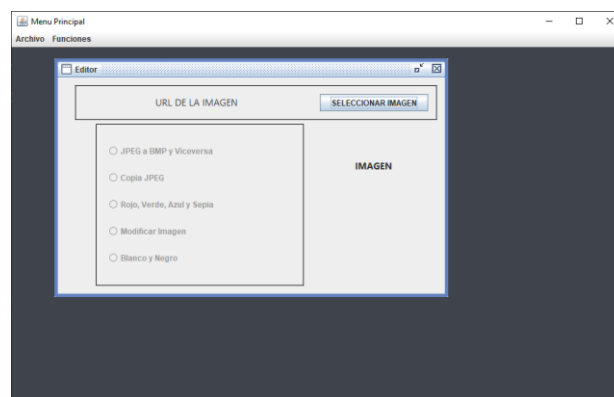 Menu Principal
Archivo Funciones
Editor
URL DE LA IMAGEN SELECCIONAR IMAGEN
JPEG a BMP y Viceversa
IMAGEN
Copia JPEG
Rojo, Verde, Azul y Sepia
Modificar Imagen
Blanco y Negro